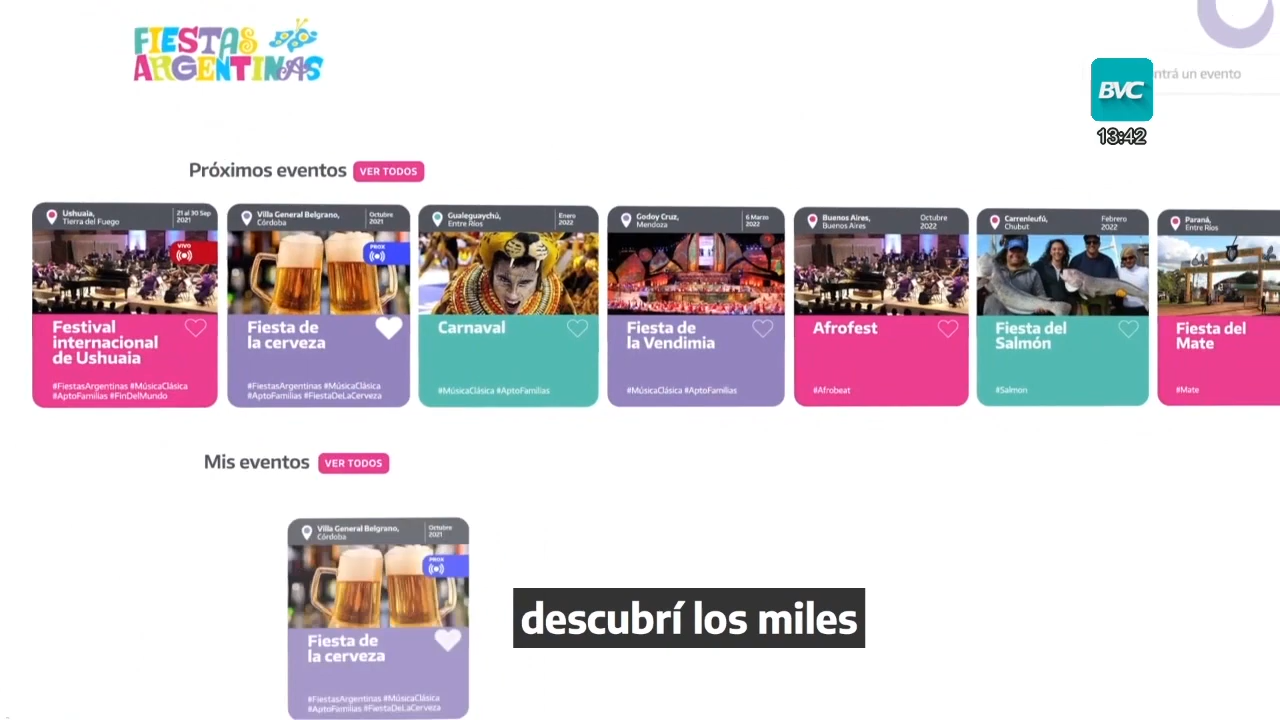 FIESTAS
ARGENTINAS
ntrá un evento
BVC
13:42
Próximos eventos VER TODOS
Ushuaia,
Tierra del Fuego
21 al 30 Sep
2021
VIVO
Festival
internacional
de Ushuaia
#FiestasArgentinas #MúsicaClásica
#AptoFamilias #FinDelMundo
Villa General Belgrano,
Córdoba
Octubre
2021
PROX
Fiesta de
la cerveza
#FiestasArgentinas #MúsicaClásica
#AptoFamilias #FiestaDeLaCerveza
Gualeguaychú,
Entre Ríos
Enero
2022
Carnaval
#MúsicaClásica #AptoFamilias
Godoy Cruz,
Mendoza
6 Marzo
2022
Fiesta de
la Vendimia
#MúsicaClásica #AptoFamilias
Buenos Aires,
Buenos Aires
Octubre
2022
Afrofest
#Afrobeat
Carrenleufú,
Chubut
Febrero
2022
Fiesta del
Salmón
#Salmon
Paraná,
Entre Ríos
Fiesta del
Mate
#Mate
Mis eventos VER TODOS
Villa General Belgrano,
Córdoba
Octubre
2021
PROX
Fiesta de
la cerveza
#FiestasArgentinas #MúsicaClásica
#AptoFamilias #FiestaDeLaCerveza
descubrí los miles